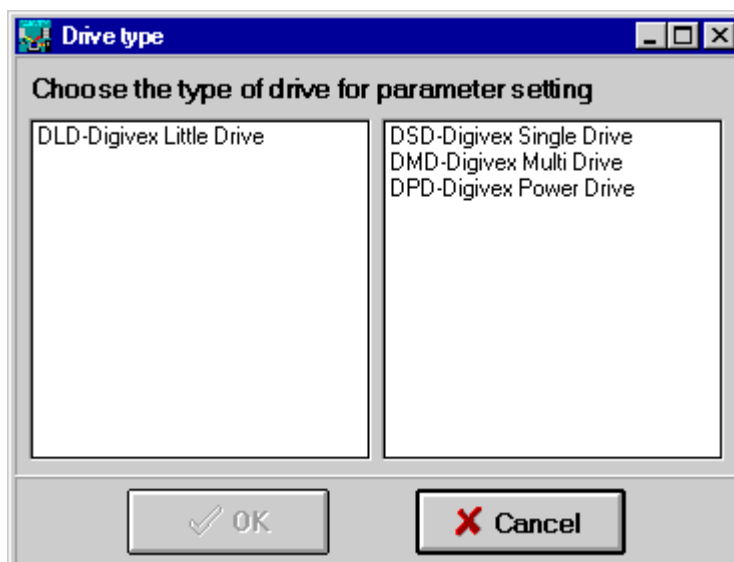 Drive type
Choose the type of drive for parameter setting
DLD-Digivex Little Drive
DSD-Digivex Single Drive
DMD-Digivex Multi Drive
DPD-Digivex Power Drive
OK
Cancel